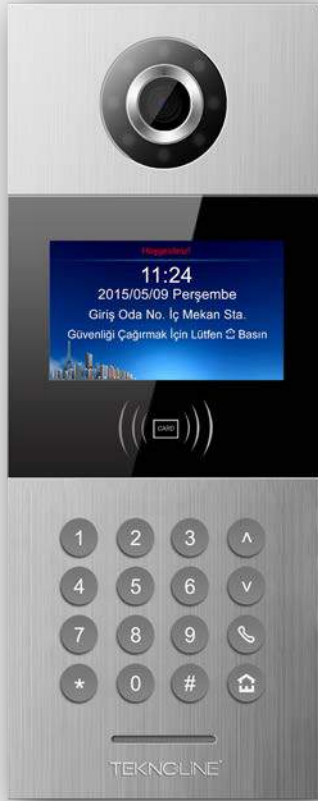 Hoşgeldiniz!
11:24
2015/05/09 Perşembe
Giriş Oda No. İç Mekan Sta.
Güvenliği Çağırmak İçin Lütfen Basın
CARD
1 2 3 ^
4 5 6 v
7 8 9
* 0 #
TEKNOLINE